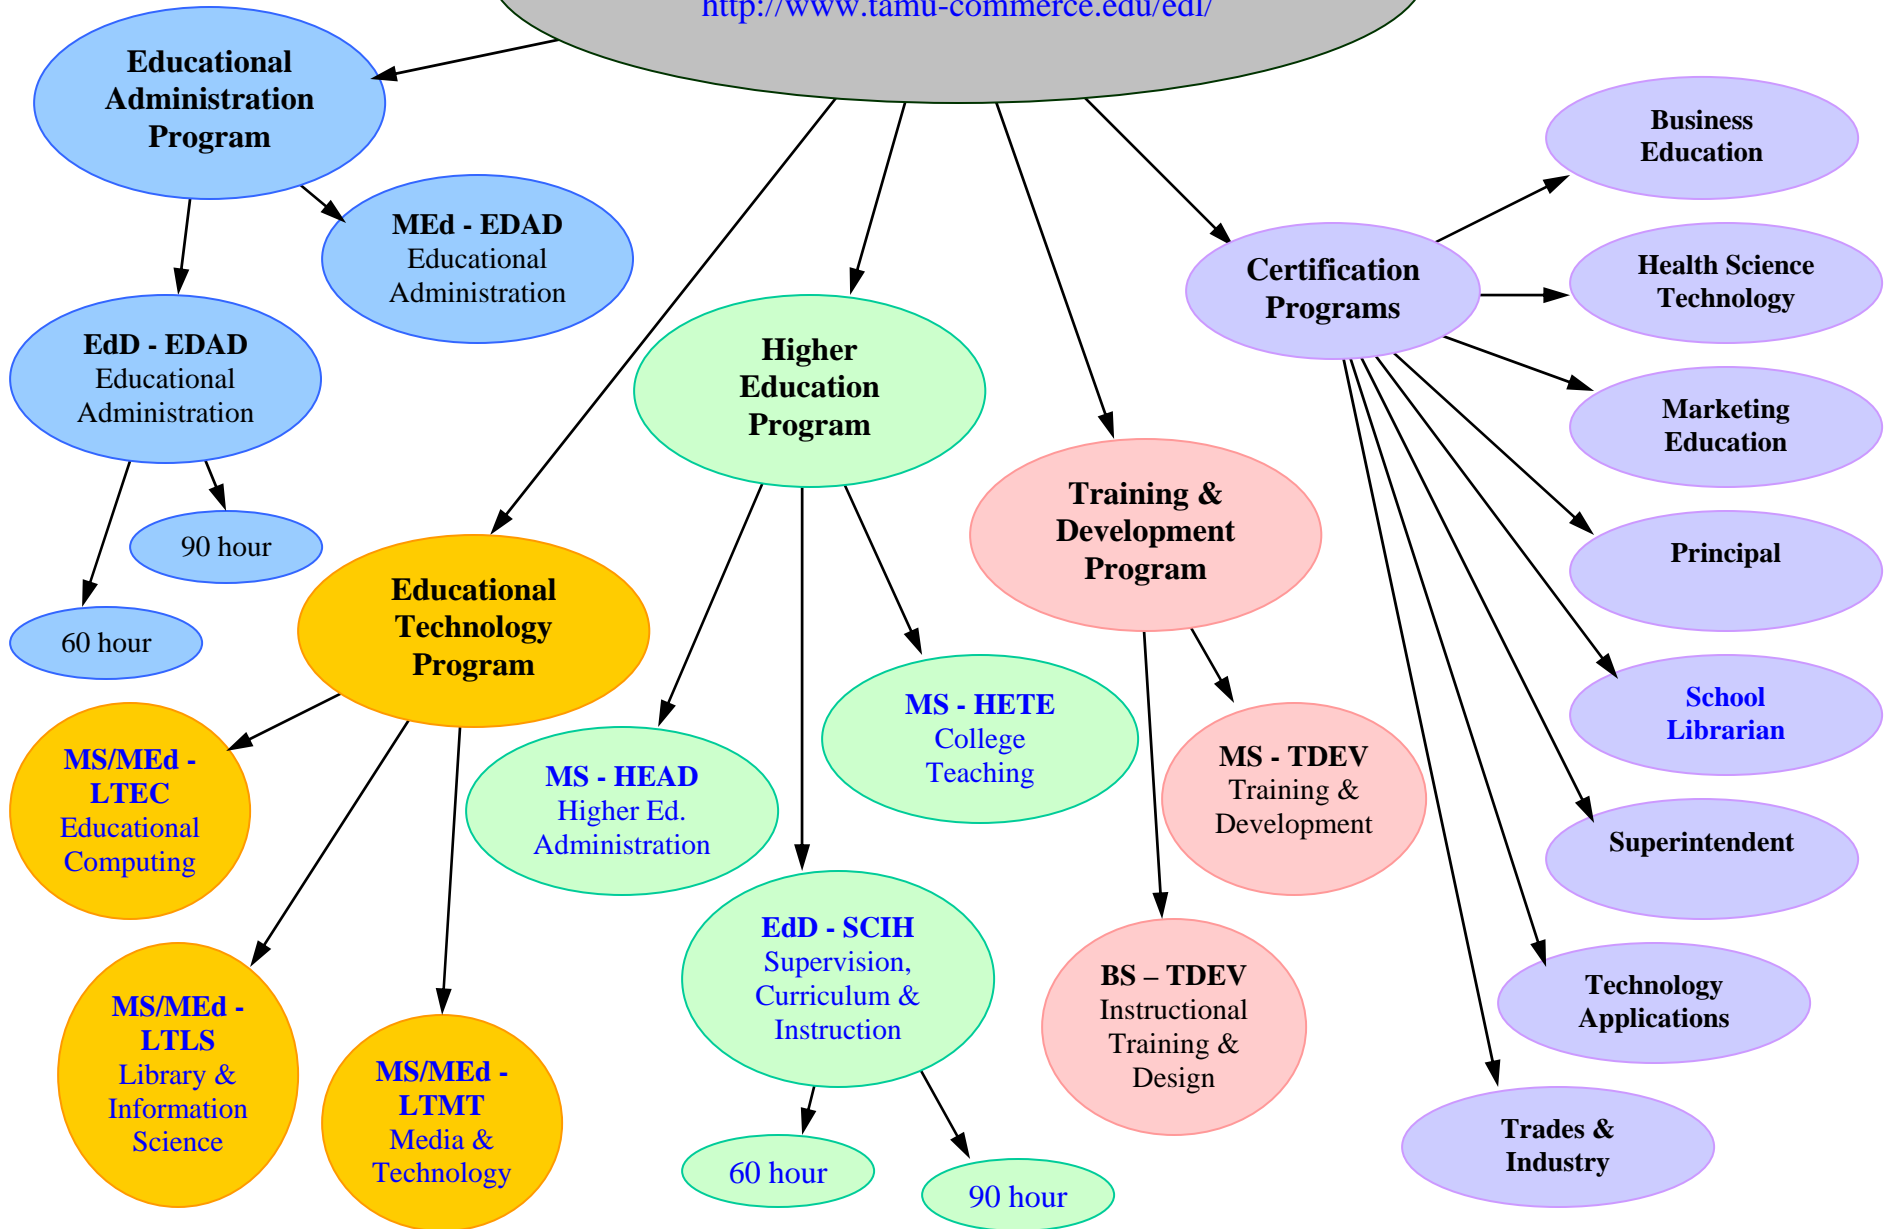 http://www.tamu-commerce.edu/edl/
Educational
Administration
Program
MEd - EDAD
Educational
Administration
EdD - EDAD
Educational
Administration
90 hour
60 hour
Educational
Technology
Program
MS/MEd -
LTEC
Educational
Computing
MS/MEd -
LTLS
Library &
Information
Science
MS/MEd -
LTMT
Media &
Technology
Higher
Education
Program
MS - HEAD
Higher Ed.
Administration
MS - HETE
College
Teaching
EdD - SCIH
Supervision,
Curriculum &
Instruction
60 hour
90 hour
Training &
Development
Program
MS - TDEV
Training &
Development
BS – TDEV
Instructional
Training &
Design
Certification
Programs
Business
Education
Health Science
Technology
Marketing
Education
Principal
School
Librarian
Superintendent
Technology
Applications
Trades &
Industry